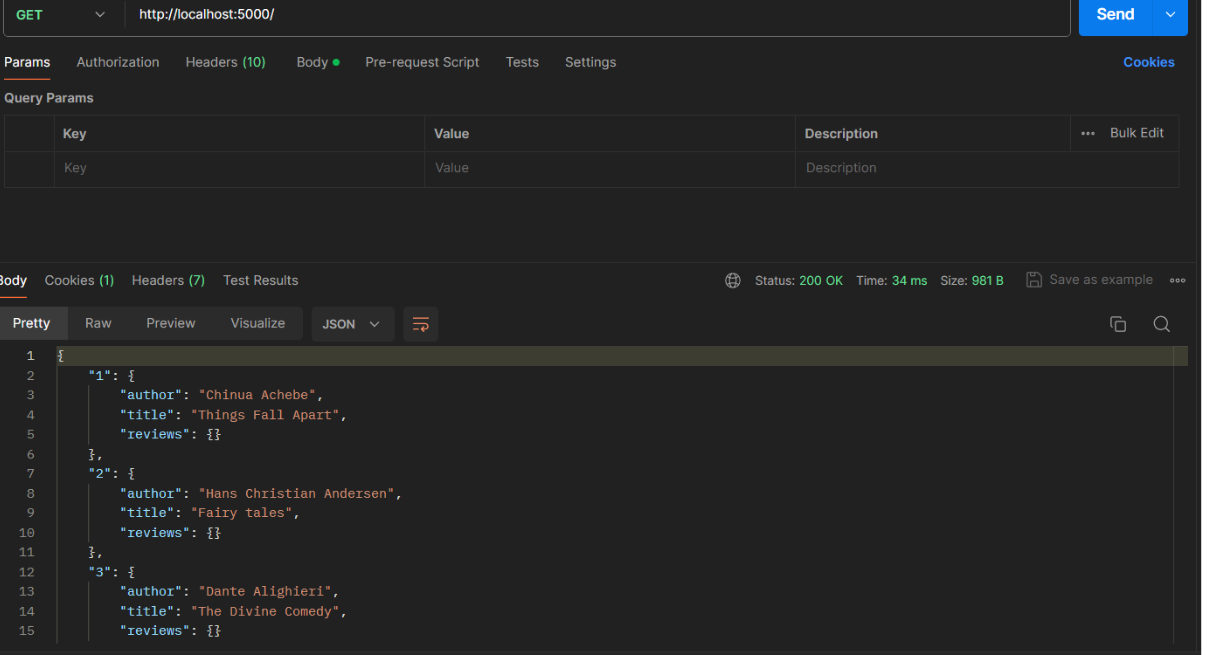 GET http://localhost:5000/ Send
Params Authorization Headers (10) Body Pre-request Script Tests Settings Cookies
Query Params
Key Value Description Bulk Edit
Key Value Description
Body Cookies (1) Headers (7) Test Results Status: 200 OK Time: 34 ms Size: 981 B Save as example
Pretty Raw Preview Visualize JSON
1 {
2 "1": {
3 "author": "Chinua Achebe",
4 "title": "Things Fall Apart",
5 "reviews": {}
6 },
7 "2": {
8 "author": "Hans Christian Andersen",
9 "title": "Fairy tales",
10 "reviews": {}
11 },
12 "3": {
13 "author": "Dante Alighieri",
14 "title": "The Divine Comedy",
15 "reviews": {}